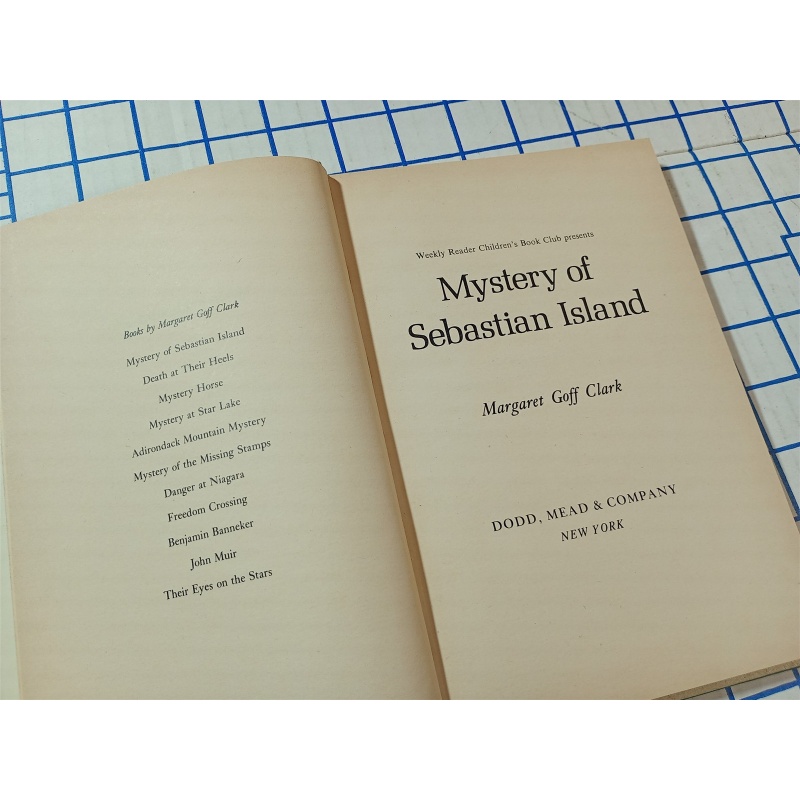 Books by Margaret Goff Clark
Mystery of Sebastian Island
Death at Their Heels
Mystery Horse
Mystery at Star Lake
Adirondack Mountain Mystery
Mystery of the Missing Stamps
Danger at Niagara
Freedom Crossing
Benjamin Banneker
John Muir
Their Eyes on the Stars
Weekly Reader Children's Book Club presents
Mystery of
Sebastian Island
Margaret Goff Clark
DODD, MEAD & COMPANY
NEW YORK